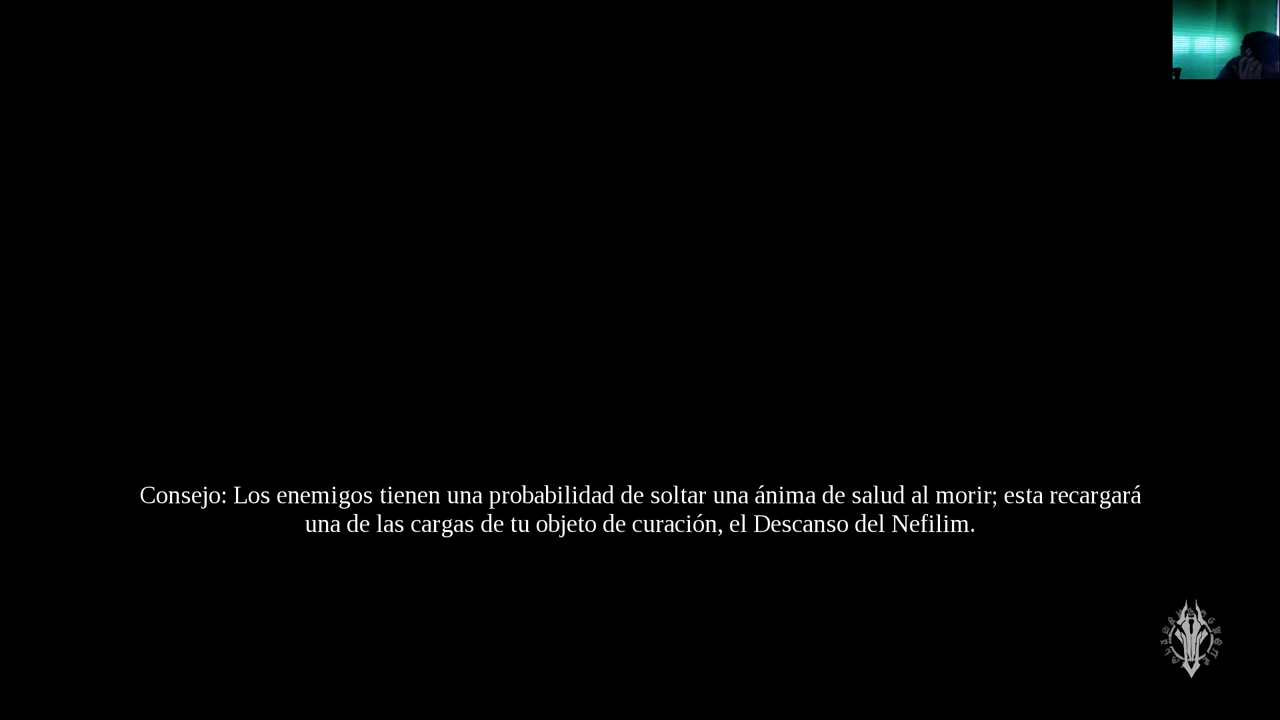 Consejo: Los enemigos tienen una probabilidad de soltar una ánima de salud al morir; esta recargará
una de las cargas de tu objeto de curación, el Descanso del Nefilim.